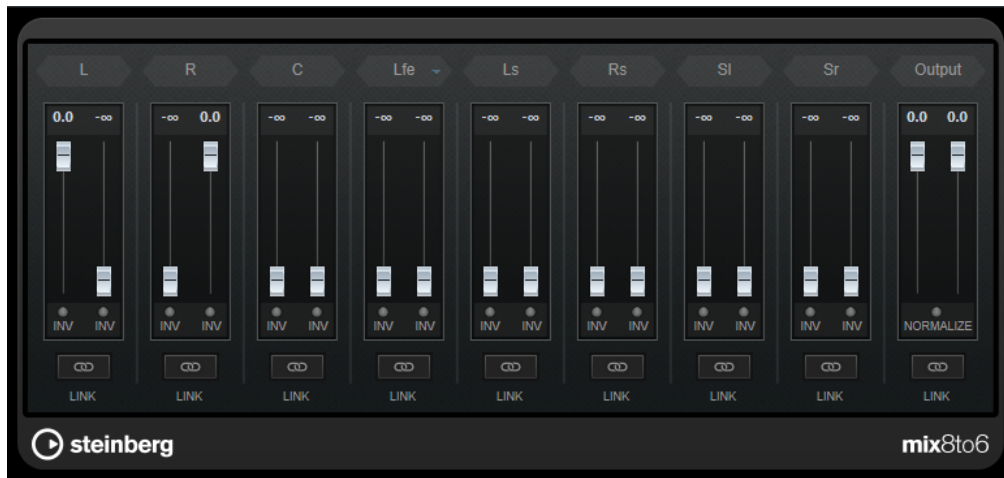 L R C Lfe Ls Rs Sl Sr Output
0.0 -∞ -∞ 0.0 -∞ -∞ -∞ -∞ -∞ -∞ -∞ -∞ -∞ -∞ -∞ -∞ 0.0 0.0
INV INV INV INV INV INV INV INV INV INV INV INV INV INV INV INV NORMALIZE
LINK LINK LINK LINK LINK LINK LINK LINK LINK
steinberg mix8to6